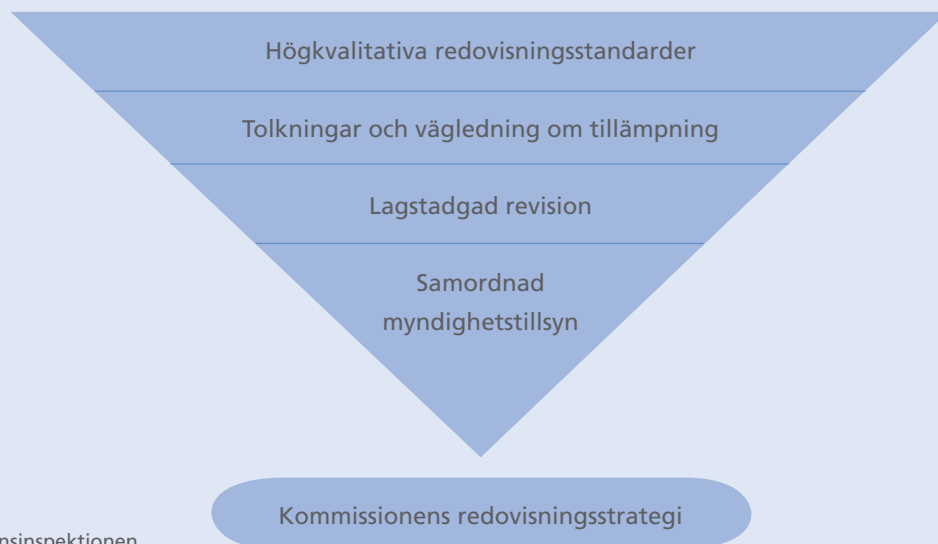 Högkvalitativa redovisningsstandarder
Tolkningar och vägledning om tillämpning
Lagstadgad revision
Samordnad
myndighetstillsyn
Kommissionens redovisningsstrategi